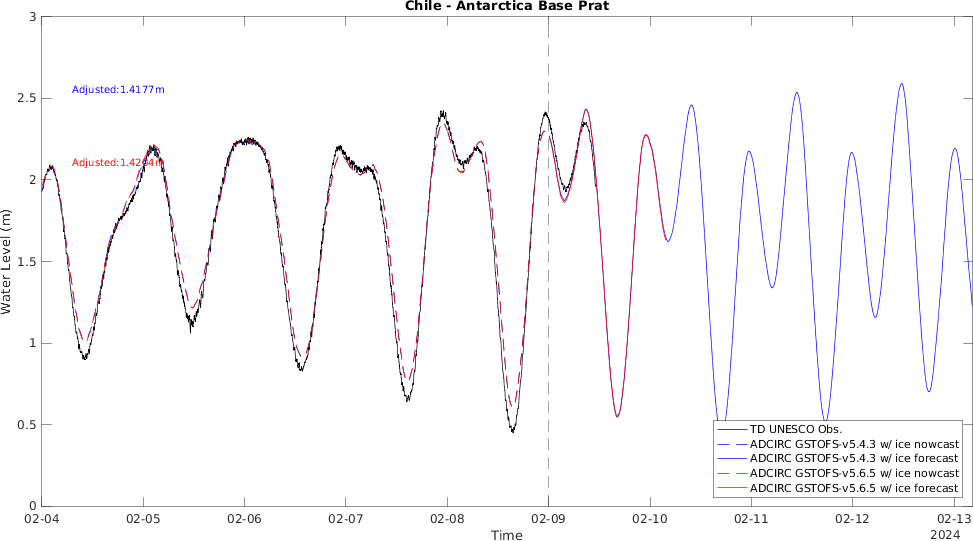 Chile - Antarctica Base Prat
3
2.5
2
1.5
1
0.5
0
Water Level (m)
Adjusted:1.4177m
Adjusted:1.4204m
02-04
02-05
02-06
02-07
02-08
02-09
02-10
02-11
02-12
02-13
2024
Time
TD UNESCO Obs.
ADCIRC GSTOFS-v5.4.3 w/ ice nowcast
ADCIRC GSTOFS-v5.4.3 w/ ice forecast
ADCIRC GSTOFS-v5.6.5 w/ ice nowcast
ADCIRC GSTOFS-v5.6.5 w/ ice forecast